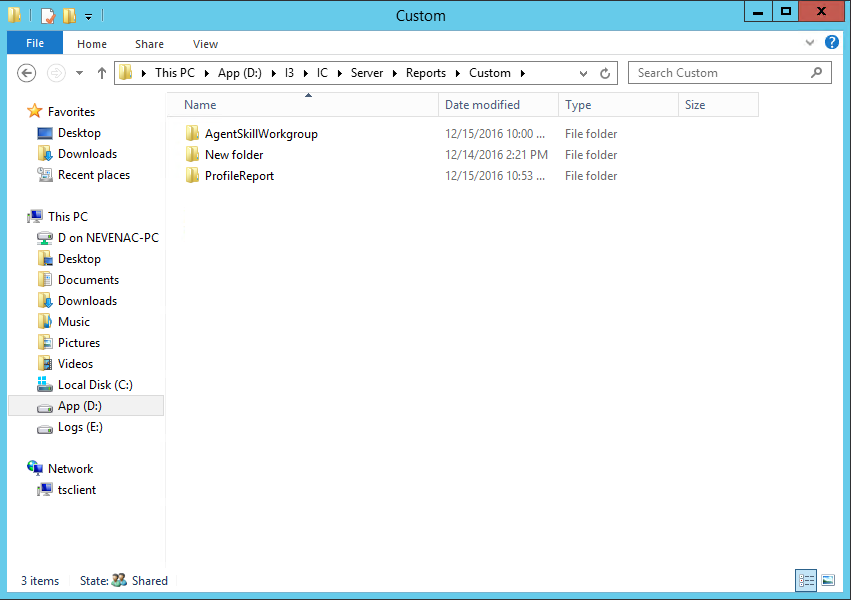 Custom
File Home Share View
This PC App (D:) I3 IC Server Reports Custom Search Custom
Name Date modified Type Size
AgentSkillWorkgroup 12/15/2016 10:00 ... File folder
New folder 12/14/2016 2:21 PM File folder
ProfileReport 12/15/2016 10:53 ... File folder
Favorites
Desktop
Downloads
Recent places
This PC
D on NEVENAC-PC
Desktop
Documents
Downloads
Music
Pictures
Videos
Local Disk (C:)
App (D:)
Logs (E:)
Network
tsclient
3 items State: Shared